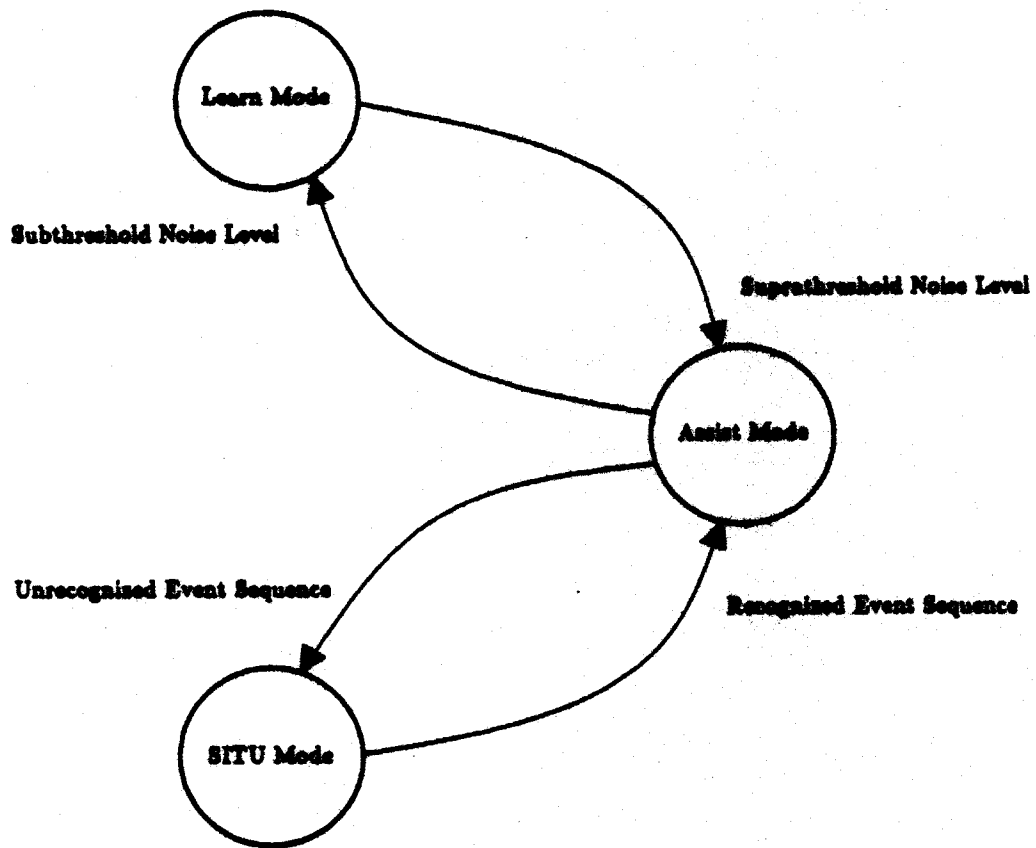 Learn Mode
Subthreshold Noise Level
Suprathreshold Noise Level
Assist Mode
Unrecognized Event Sequence
Recognized Event Sequence
SITU Mode